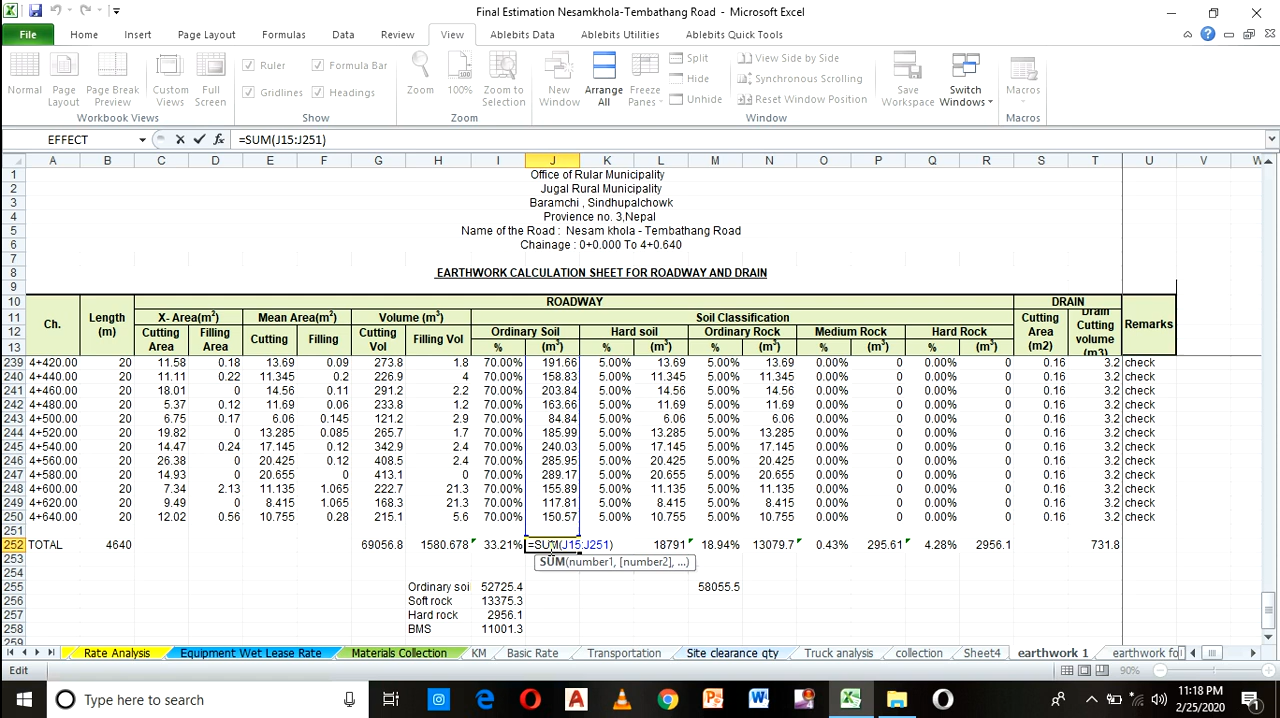 Final Estimation Nesamkhola-Tembathang Road - Microsoft Excel
File Home Insert Page Layout Formulas Data Review View Ablebits Data Ablebits Utilities Ablebits Quick Tools
Normal Page Layout Page Break Preview Custom Views Full Screen
Ruler Formula Bar
Gridlines Headings
Zoom 100% Zoom to Selection
New Window Arrange All Freeze Panes
Split
Hide
Unhide
View Side by Side
Synchronous Scrolling
Reset Window Position
Save Workspace Switch Windows Macros
Workbook Views Show Zoom Window Macros
EFFECT fx =SUM(J15:J251)
A B C D E F G H I J K L M N O P Q R S T U V W
1 Office of Rular Municipality
2 Jugal Rural Municipality
3 Baramchi , Sindhupalchowk
4 Provience no. 3,Nepal
5 Name of the Road : Nesam khola - Tembathang Road
6 Chainage : 0+0.000 To 4+0.640
7
8 EARTHWORK CALCULATION SHEET FOR ROADWAY AND DRAIN
9
10 Ch. Length (m) ROADWAY DRAIN Remarks
11 X- Area(m2) Mean Area(m2) Volume (m3) Soil Classification Cutting Area (m2) Drain Cutting volume (m3)
12 Cutting Area Filling Area Cutting Filling Cutting Vol Filling Vol Ordinary Soil Hard soil Ordinary Rock Medium Rock Hard Rock
13 % (m3) % (m3) % (m3) % (m3) % (m3)
239 4+420.00 20 11.58 0.18 13.69 0.09 273.8 1.8 70.00% 191.66 5.00% 13.69 5.00% 13.69 0.00% 0 0.00% 0 0.16 3.2 check
240 4+440.00 20 11.11 0.22 11.345 0.2 226.9 4 70.00% 158.83 5.00% 11.345 5.00% 11.345 0.00% 0 0.00% 0 0.16 3.2 check
241 4+460.00 20 18.01 0 14.56 0.11 291.2 2.2 70.00% 203.84 5.00% 14.56 5.00% 14.56 0.00% 0 0.00% 0 0.16 3.2 check
242 4+480.00 20 5.37 0.12 11.69 0.06 233.8 1.2 70.00% 163.66 5.00% 11.69 5.00% 11.69 0.00% 0 0.00% 0 0.16 3.2 check
243 4+500.00 20 6.75 0.17 6.06 0.145 121.2 2.9 70.00% 84.84 5.00% 6.06 5.00% 6.06 0.00% 0 0.00% 0 0.16 3.2 check
244 4+520.00 20 19.82 0 13.285 0.085 265.7 1.7 70.00% 185.99 5.00% 13.285 5.00% 13.285 0.00% 0 0.00% 0 0.16 3.2 check
245 4+540.00 20 14.47 0.24 17.145 0.12 342.9 2.4 70.00% 240.03 5.00% 17.145 5.00% 17.145 0.00% 0 0.00% 0 0.16 3.2 check
246 4+560.00 20 26.38 0 20.425 0.12 408.5 2.4 70.00% 285.95 5.00% 20.425 5.00% 20.425 0.00% 0 0.00% 0 0.16 3.2 check
247 4+580.00 20 14.93 0 20.655 0 413.1 0 70.00% 289.17 5.00% 20.655 5.00% 20.655 0.00% 0 0.00% 0 0.16 3.2 check
248 4+600.00 20 7.34 2.13 11.135 1.065 222.7 21.3 70.00% 155.89 5.00% 11.135 5.00% 11.135 0.00% 0 0.00% 0 0.16 3.2 check
249 4+620.00 20 9.49 0 8.415 1.065 168.3 21.3 70.00% 117.81 5.00% 8.415 5.00% 8.415 0.00% 0 0.00% 0 0.16 3.2 check
250 4+640.00 20 12.02 0.56 10.755 0.28 215.1 5.6 70.00% 150.57 5.00% 10.755 5.00% 10.755 0.00% 0 0.00% 0 0.16 3.2 check
251
252 TOTAL 4640 69056.8 1580.678 33.21% =SUM(J15:J251) 18791 18.94% 13079.7 0.43% 295.61 4.28% 2956.1 731.8
253 SUM(number1, [number2], ...)
254
255 Ordinary soi 52725.4 58055.5
256 Soft rock 13375.3
257 Hard rock 2956.1
258 BMS 11001.3
259
Rate Analysis Equipment Wet Lease Rate Materials Collection KM Basic Rate Transportation Site clearance qty Truck analysis collection Sheet4 earthwork 1 earthwork fo
Edit 90%
Type here to search
11:18 PM
2/25/2020